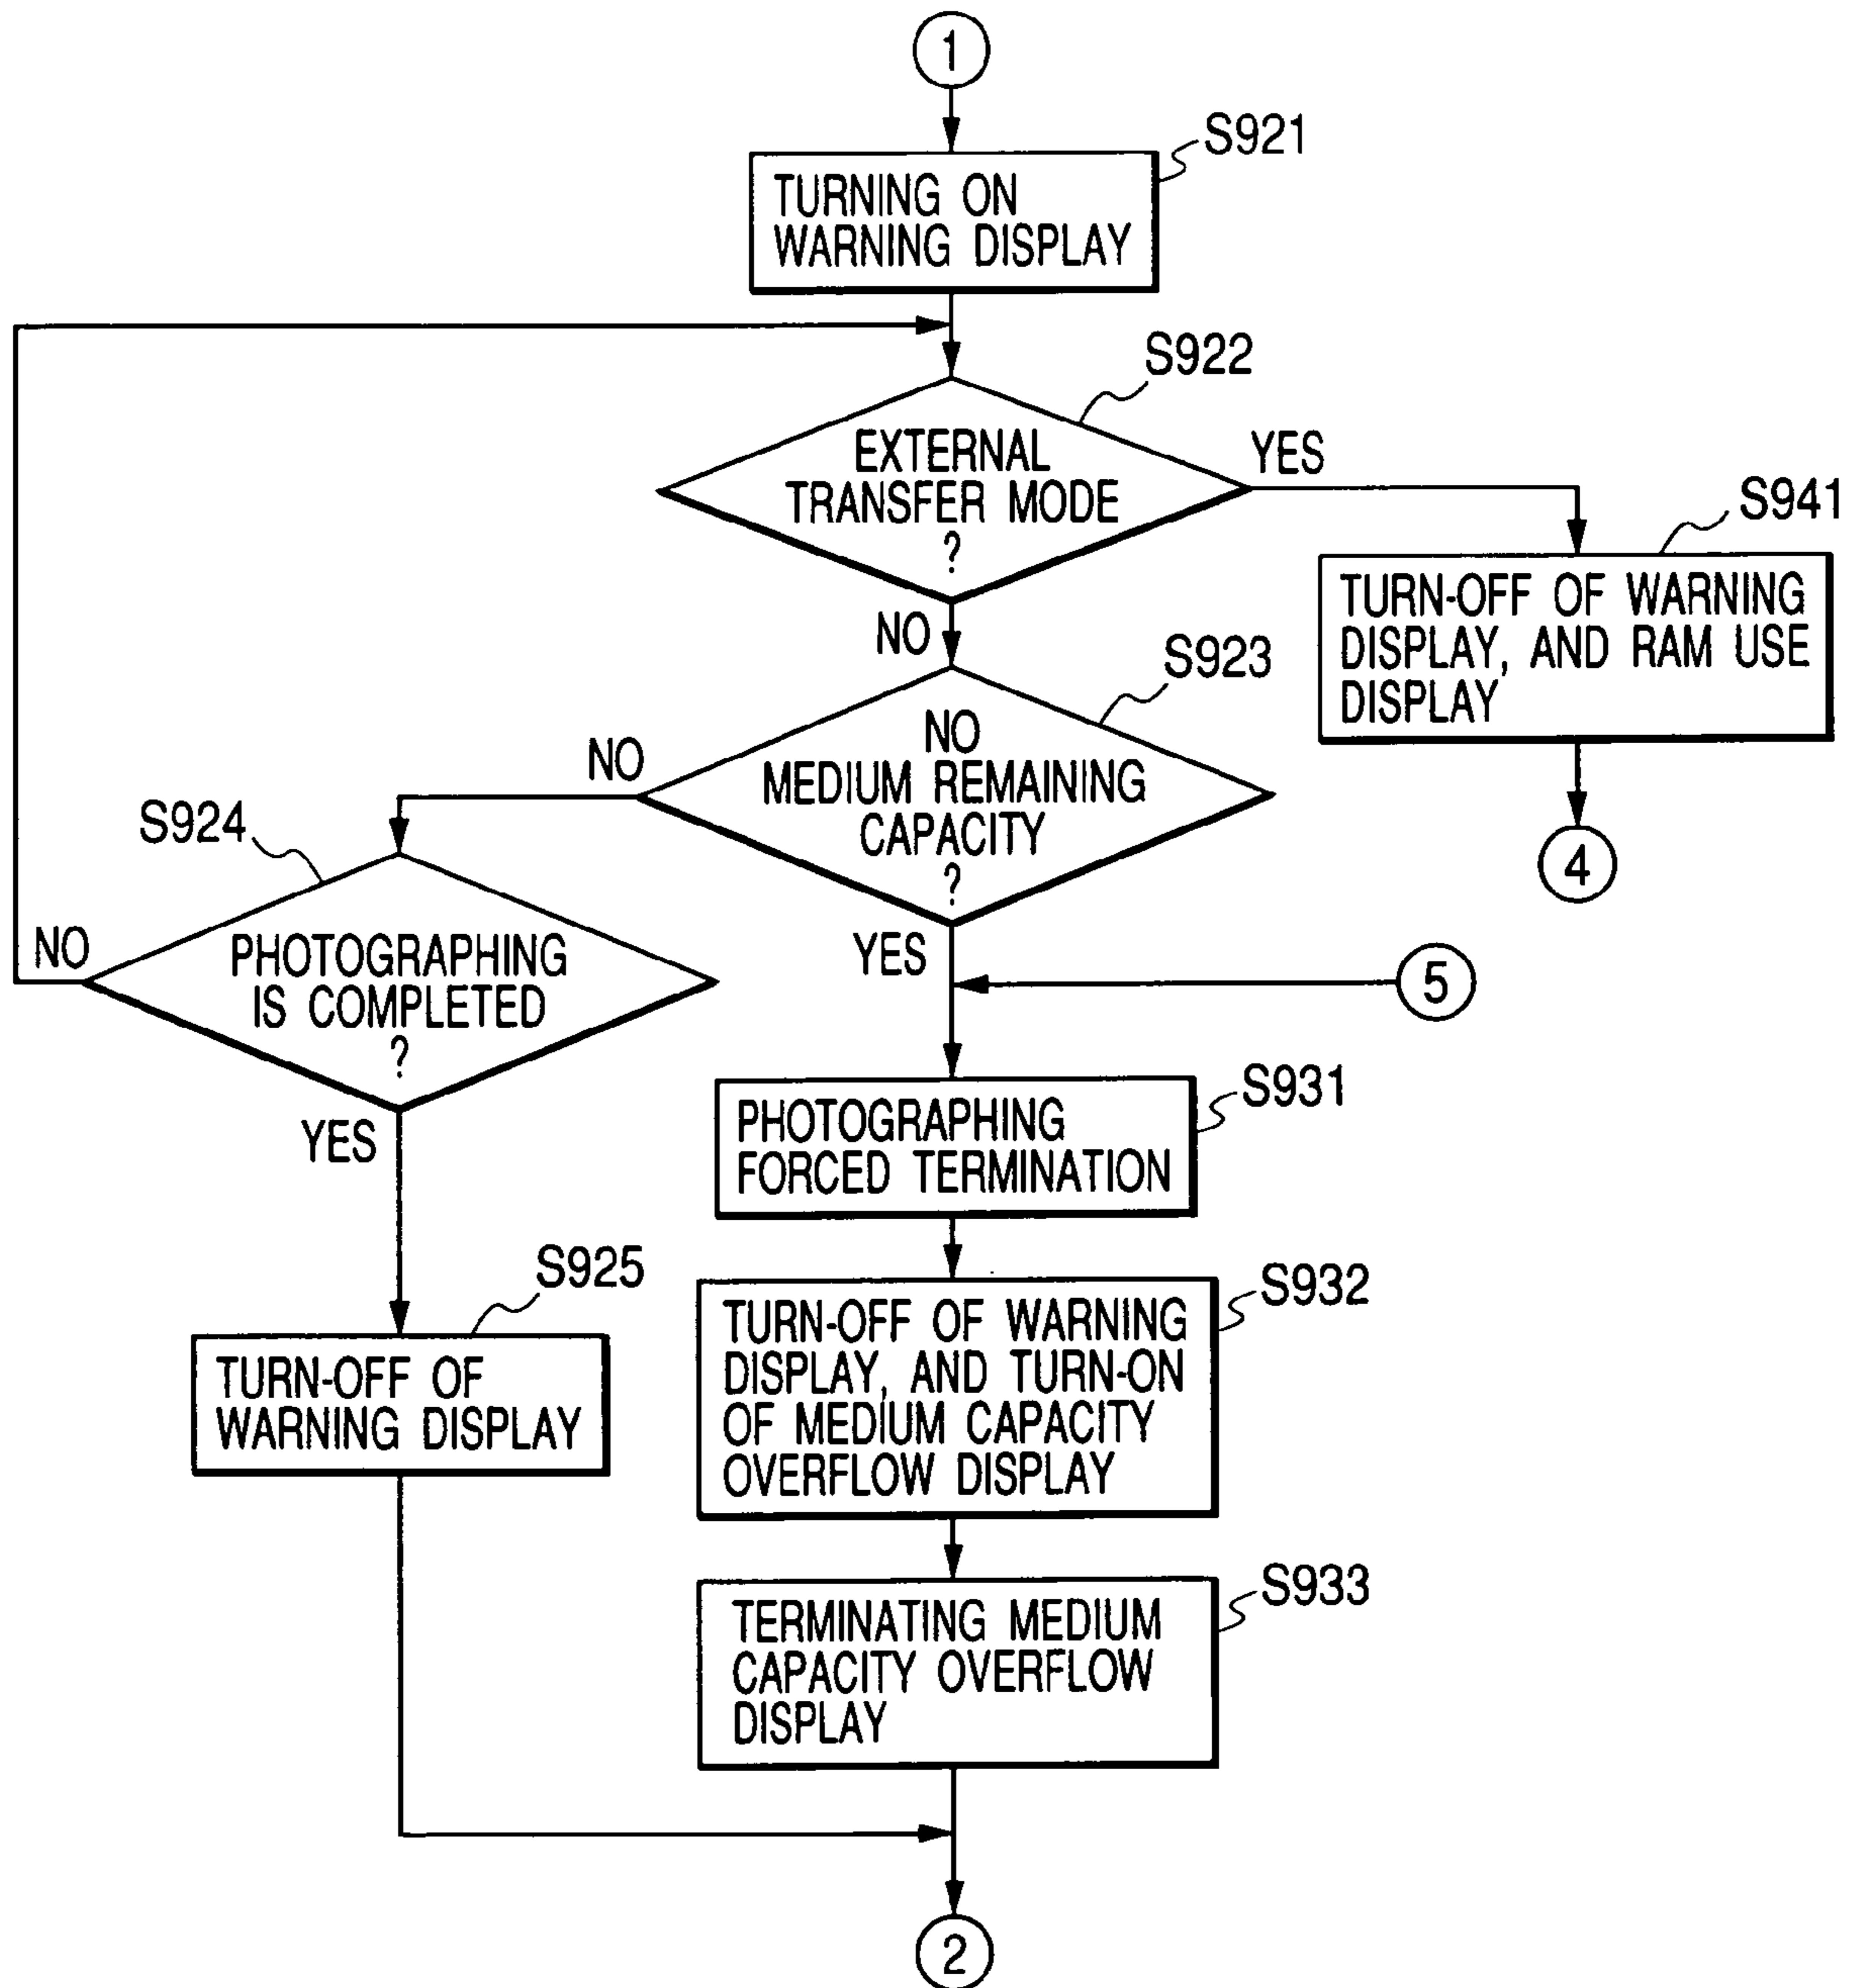 1
S921
TURNING ON
WARNING DISPLAY
S922
EXTERNAL
TRANSFER MODE
?
YES
NO
S941
TURN-OFF OF WARNING
DISPLAY, AND RAM USE
DISPLAY
4
S923
NO
MEDIUM REMAINING
CAPACITY
?
NO
YES
S924
PHOTOGRAPHING
IS COMPLETED
?
NO
YES
5
S931
PHOTOGRAPHING
FORCED TERMINATION
S925
TURN-OFF OF
WARNING DISPLAY
S932
TURN-OFF OF WARNING
DISPLAY, AND TURN-ON
OF MEDIUM CAPACITY
OVERFLOW DISPLAY
S933
TERMINATING MEDIUM
CAPACITY OVERFLOW
DISPLAY
2